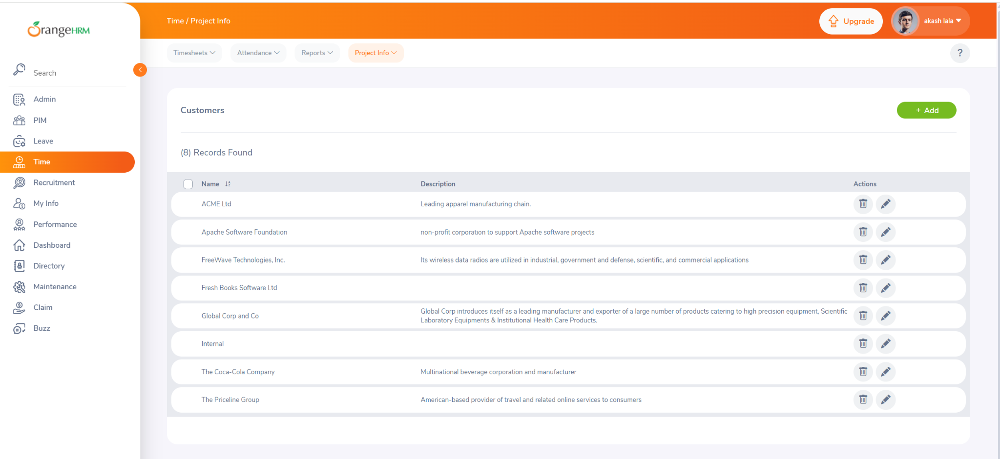 OrangeHRM
Time / Project Info
Upgrade
akash lala
Timesheets
Attendance
Reports
Project Info
?
Search
Admin
PIM
Leave
Time
Recruitment
My Info
Performance
Dashboard
Directory
Maintenance
Claim
Buzz
Customers
+ Add
(8) Records Found
Name Description Actions
ACME Ltd Leading apparel manufacturing chain.
Apache Software Foundation non-profit corporation to support Apache software projects
FreeWave Technologies, Inc. Its wireless data radios are utilized in industrial, government and defense, scientific, and commercial applications
Fresh Books Software Ltd
Global Corp and Co Global Corp introduces itself as a leading manufacturer and exporter of a large number of products catering to high precision equipment, Scientific
Laboratory Equipments & Institutional Health Care Products.
Internal
The Coca-Cola Company Multinational beverage corporation and manufacturer
The Priceline Group American-based provider of travel and related online services to consumers